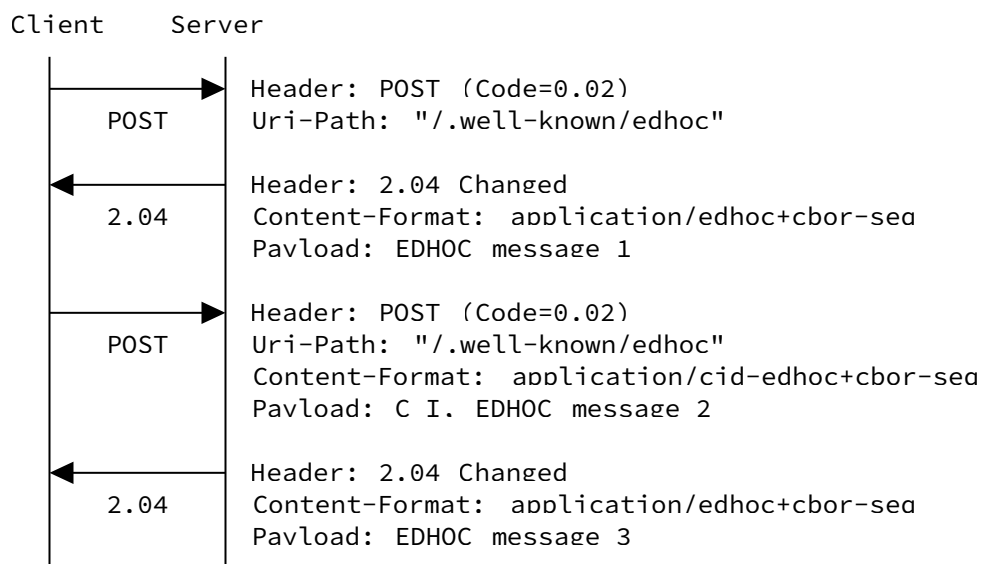 Client Server
Header: POST (Code=0.02)
POST Uri-Path: "/.well-known/edhoc"
Header: 2.04 Changed
2.04 Content-Format: application/edhoc+cbor-seq
Payload: EDHOC message 1
Header: POST (Code=0.02)
POST Uri-Path: "/.well-known/edhoc"
Content-Format: application/cid-edhoc+cbor-seq
Payload: C_I, EDHOC message_2
Header: 2.04 Changed
2.04 Content-Format: application/edhoc+cbor-seq
Payload: EDHOC message 3